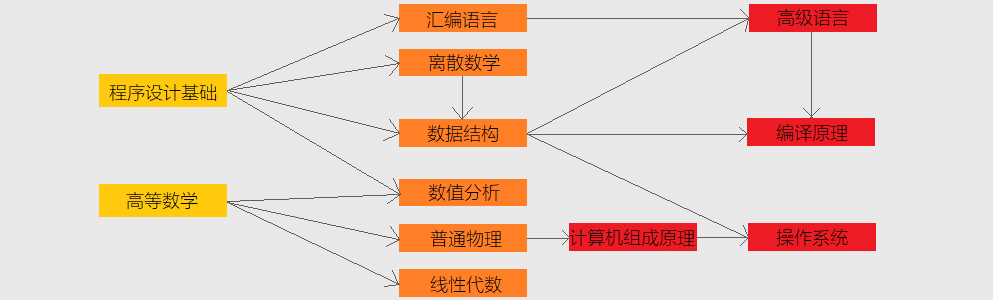 汇编语言
高级语言
离散数学
程序设计基础
数据结构
编译原理
高等数学
数值分析
普通物理
计算机组成原理
操作系统
线性代数